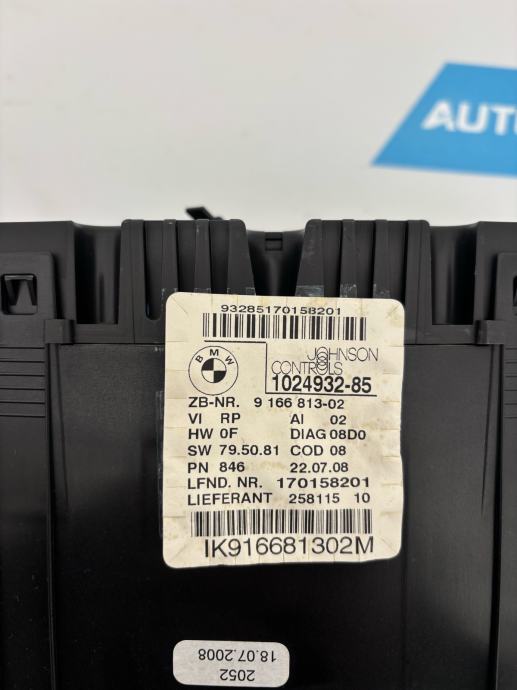 AUTO
93285170158201
BMW
JOHNSON
CONTROLS
1024932-85
ZB-NR. 9 166 813-02
VI RP AI 02
HW 0F DIAG 08D0
SW 79.50.81 COD 08
PN 846 22.07.08
LFND. NR. 170158201
LIEFERANT 258115 10
IK916681302M
2052
18.07.2008